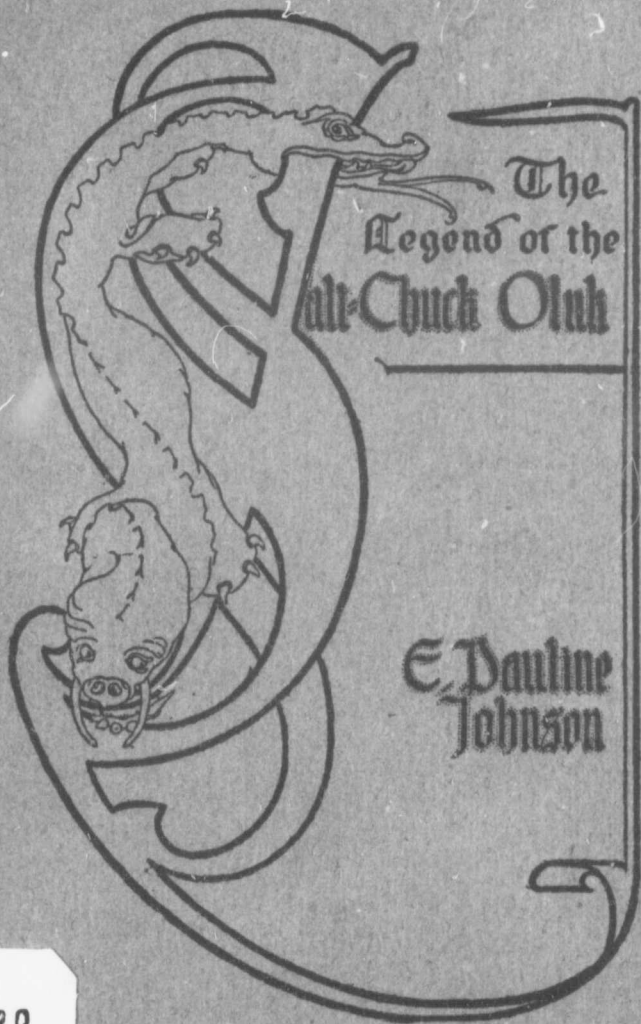 The
Legend of the
Salt-Chuck Oluk
E. Pauline
Johnson